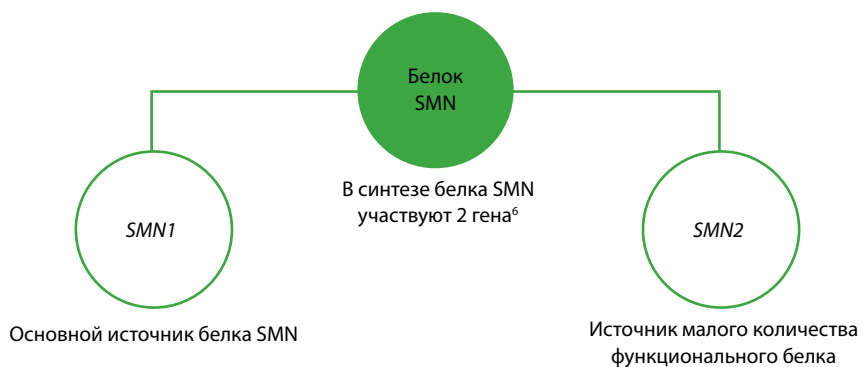 Белок
SMN
В синтезе белка SMN
участвуют 2 гена⁶
SMN1
SMN2
Основной источник белка SMN
Источник малого количества
функционального белка